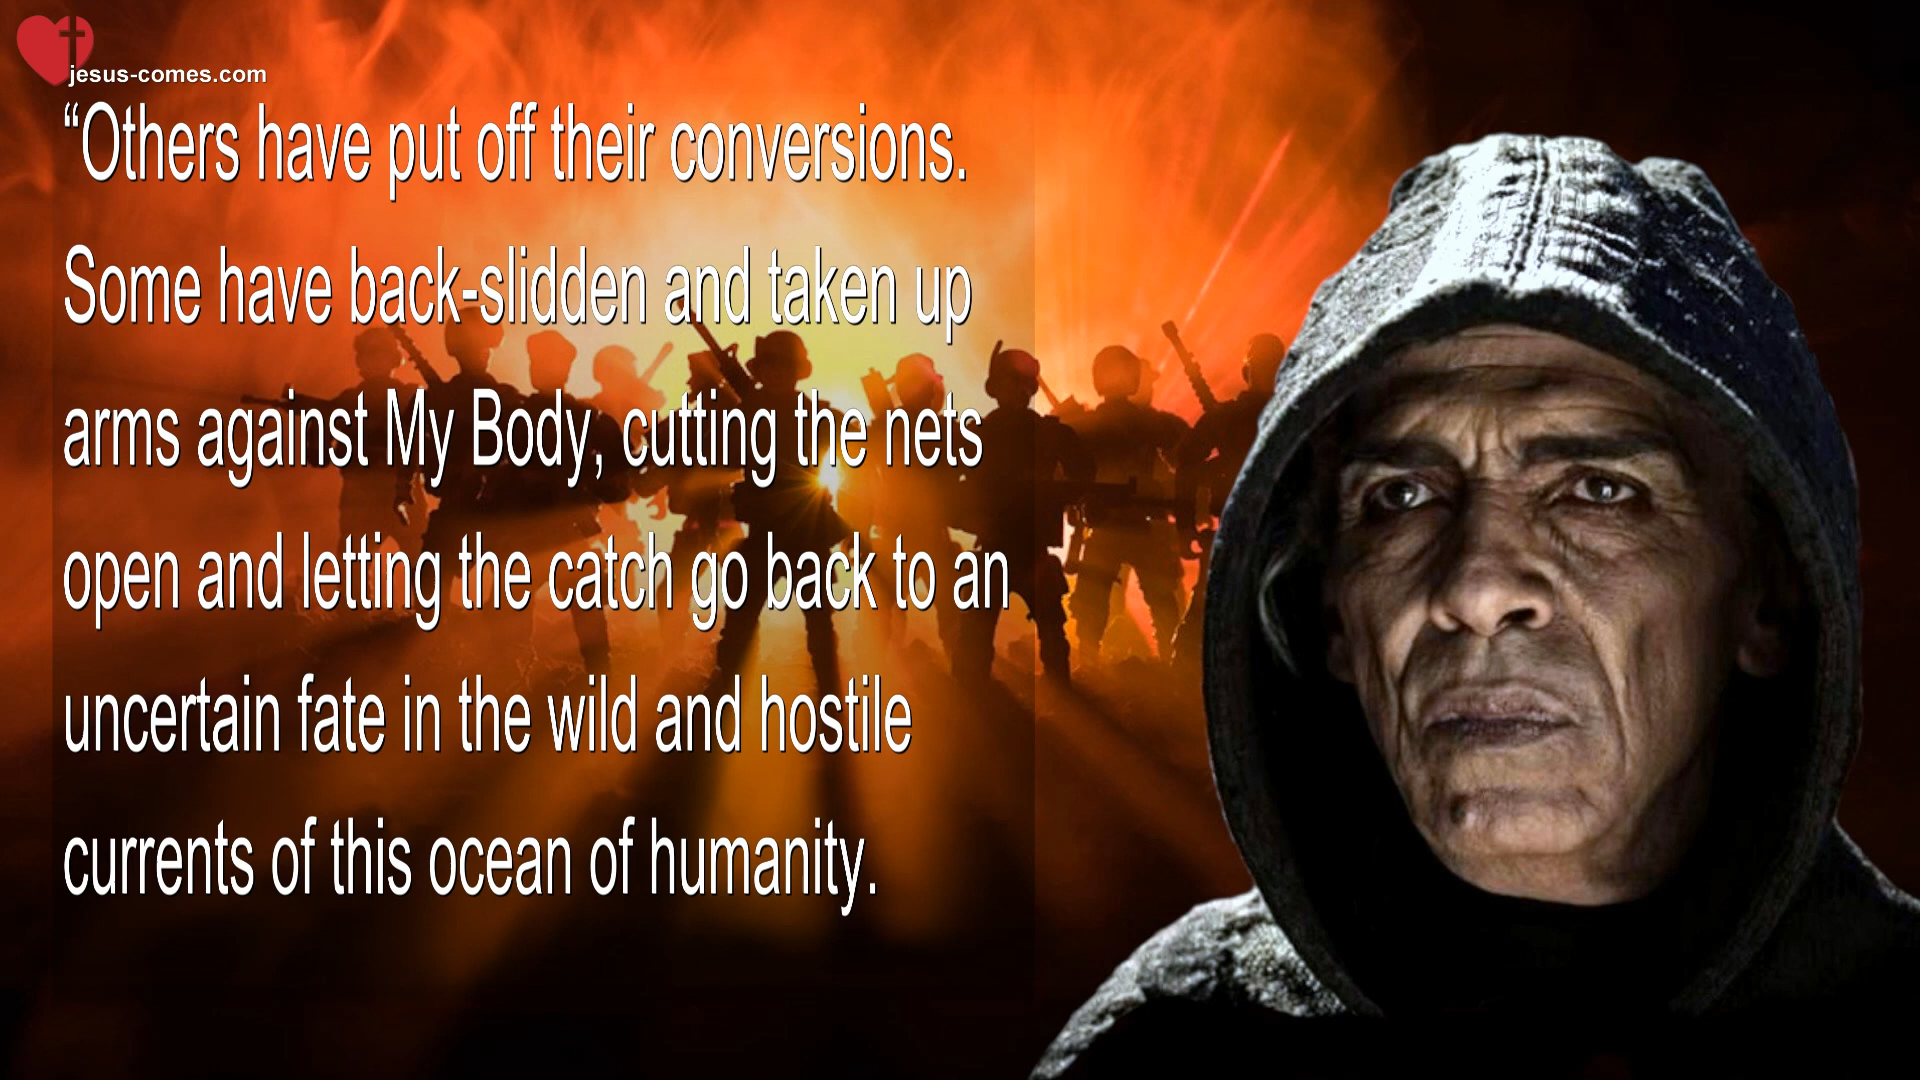 jesus-comes.com
“Others have put off their conversions.
Some have back-slidden and taken up
arms against My Body, cutting the nets
open and letting the catch go back to an
uncertain fate in the wild and hostile
currents of this ocean of humanity.